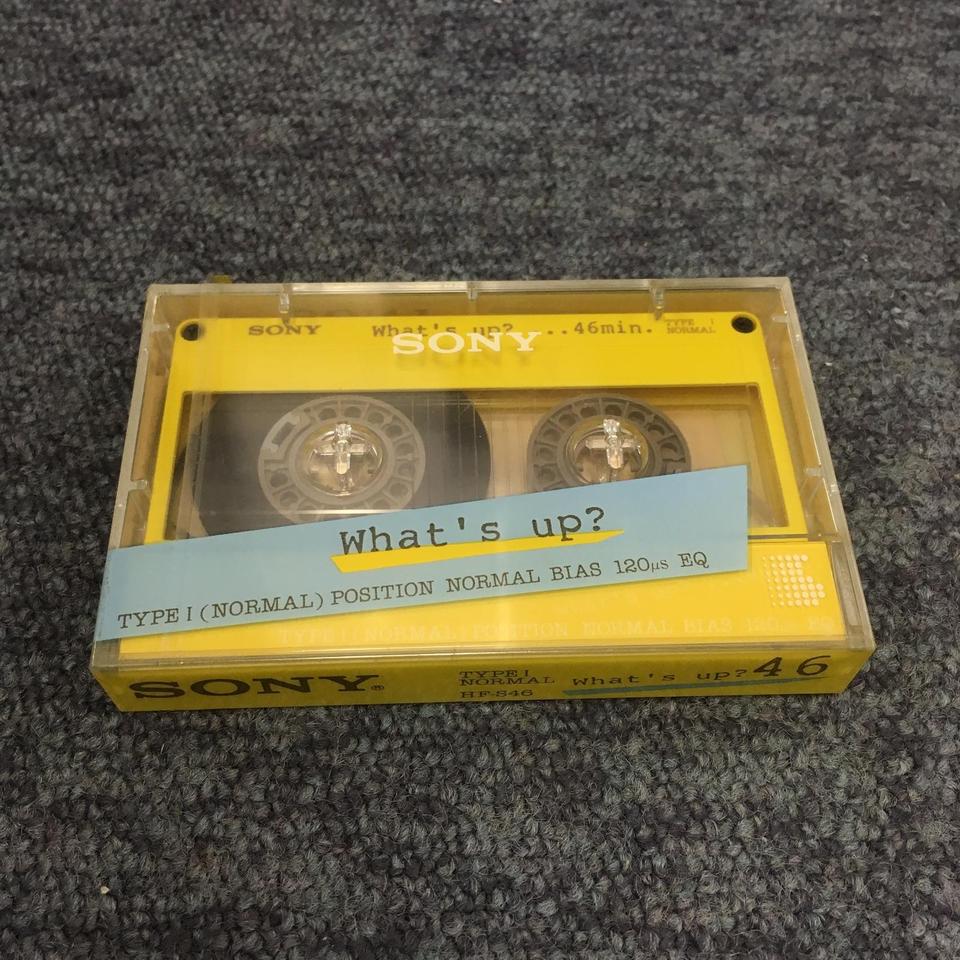 SONY What's up? ...46min. TYPE I
NORMAL
SONY
What's up?
TYPE I (NORMAL) POSITION NORMAL BIAS 120µs EQ
TYPE I (NORMAL) POSITION NORMAL BIAS 120µs EQ
SONY® TYPE I
NORMAL
HF-S46
What's up? 46